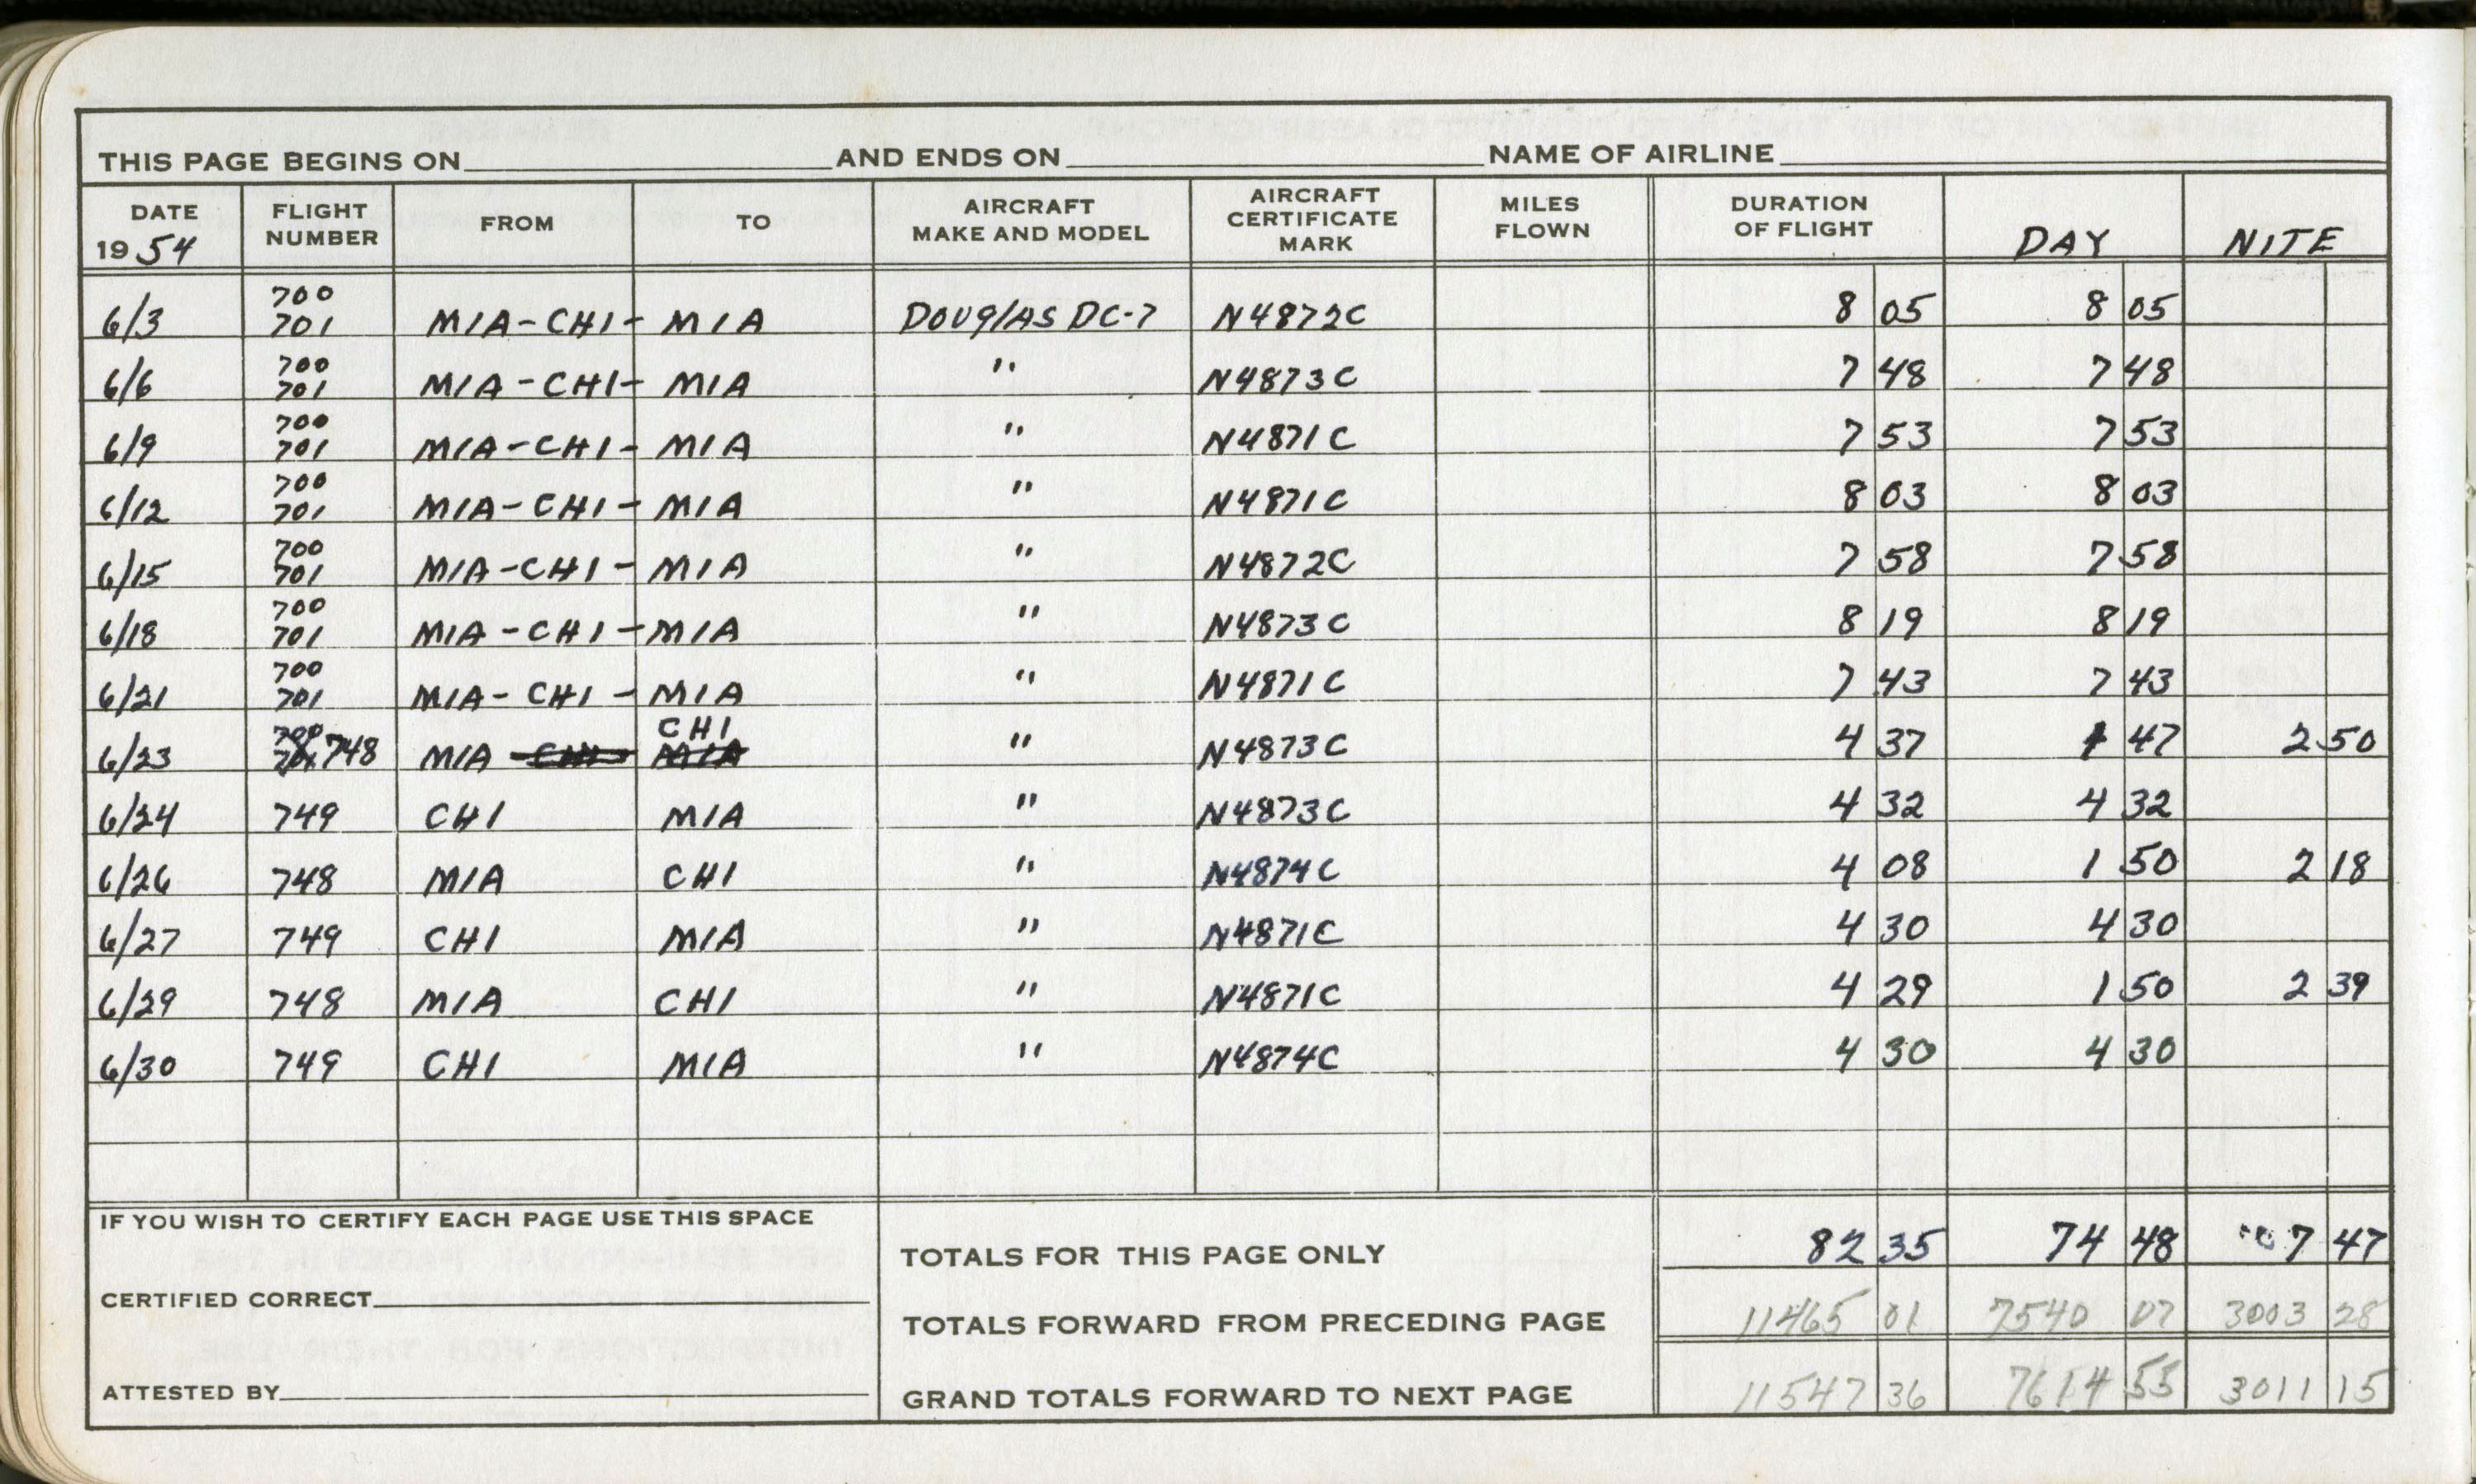 THIS PAGE BEGINS ON AND ENDS ON NAME OF AIRLINE
DATE 1954 FLIGHT NUMBER FROM TO AIRCRAFT MAKE AND MODEL AIRCRAFT CERTIFICATE MARK MILES FLOWN DURATION OF FLIGHT DAY NITE
6/3 700 701 MIA-CHI- MIA DOUGlAS DC-7 N4872C 8 05 8 05
6/6 700 701 MIA-CHI- MIA " N4873C 7 48 7 48
6/9 700 701 MIA-CHI- MIA " N4871C 7 53 7 53
6/12 700 701 MIA-CHI- MIA " N4871C 8 03 8 03
6/15 700 701 MIA-CHI- MIA " N4872C 7 58 7 58
6/18 700 701 MIA-CHI- MIA " N4873C 8 19 8 19
6/21 700 701 MIA-CHI- MIA " N4871C 7 43 7 43
6/23 748 MIA CHI " N4873C 4 37 1 47 2 50
6/24 749 CHI MIA " N4873C 4 32 4 32
6/26 748 MIA CHI " N4874C 4 08 1 50 2 18
6/27 749 CHI MIA " N4871C 4 30 4 30
6/29 748 MIA CHI " N4871C 4 29 1 50 2 39
6/30 749 CHI MIA " N4874C 4 30 4 30
IF YOU WISH TO CERTIFY EACH PAGE USE THIS SPACE
TOTALS FOR THIS PAGE ONLY 82 35 74 48 7 47
CERTIFIED CORRECT
TOTALS FORWARD FROM PRECEDING PAGE 11465 01 7540 07 3003 28
ATTESTED BY
GRAND TOTALS FORWARD TO NEXT PAGE 11547 36 7614 55 3011 15